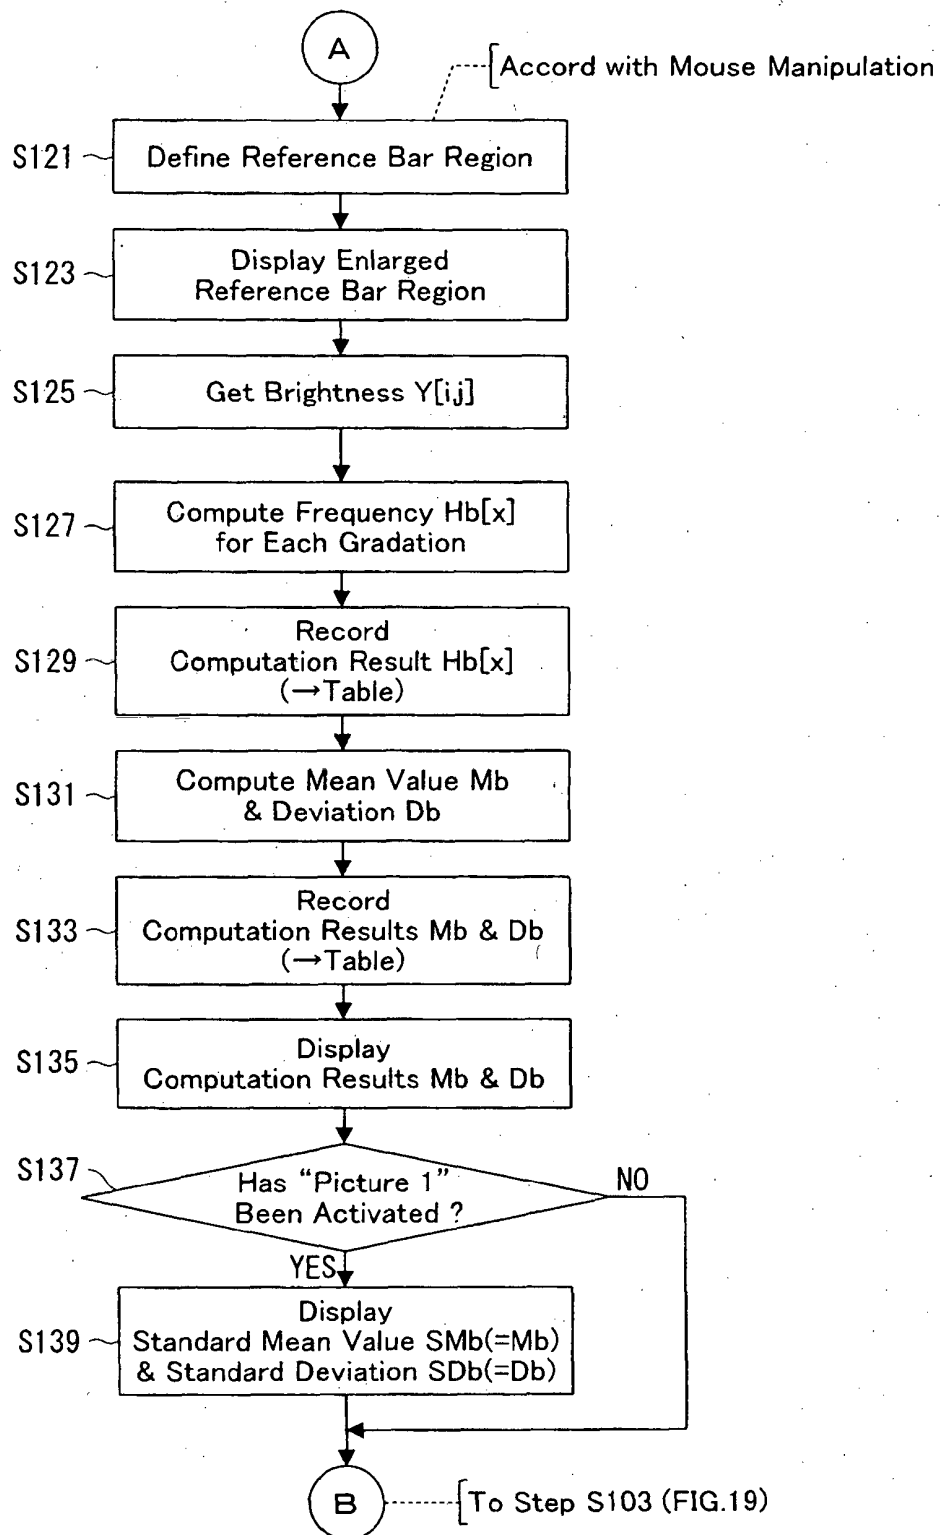 A
Accord with Mouse Manipulation
S121
Define Reference Bar Region
S123
Display Enlarged
Reference Bar Region
S125
Get Brightness Y[i,j]
S127
Compute Frequency Hb[x]
for Each Gradation
S129
Record
Computation Result Hb[x]
(→Table)
S131
Compute Mean Value Mb
& Deviation Db
S133
Record
Computation Results Mb & Db
(→Table)
S135
Display
Computation Results Mb & Db
S137
Has “Picture 1”
Been Activated ?
NO
YES
S139
Display
Standard Mean Value SMb(=Mb)
& Standard Deviation SDb(=Db)
B
To Step S103 (FIG.19)